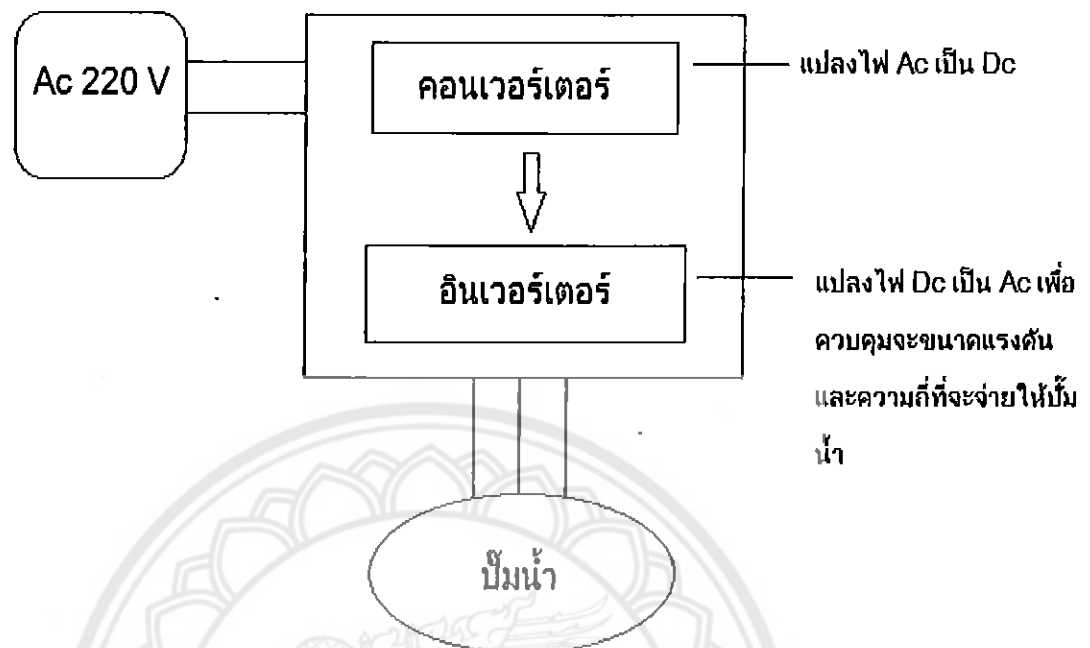 Ac 220 V
คอนเวอร์เตอร์
แปลงไฟ Ac เป็น Dc
อินเวอร์เตอร์
แปลงไฟ Dc เป็น Ac เพื่อ
ควบคุมจะขนาดแรงดัน
และความถี่ที่จะจ่ายให้ปั๊ม
น้ำ
ปั๊มน้ำ